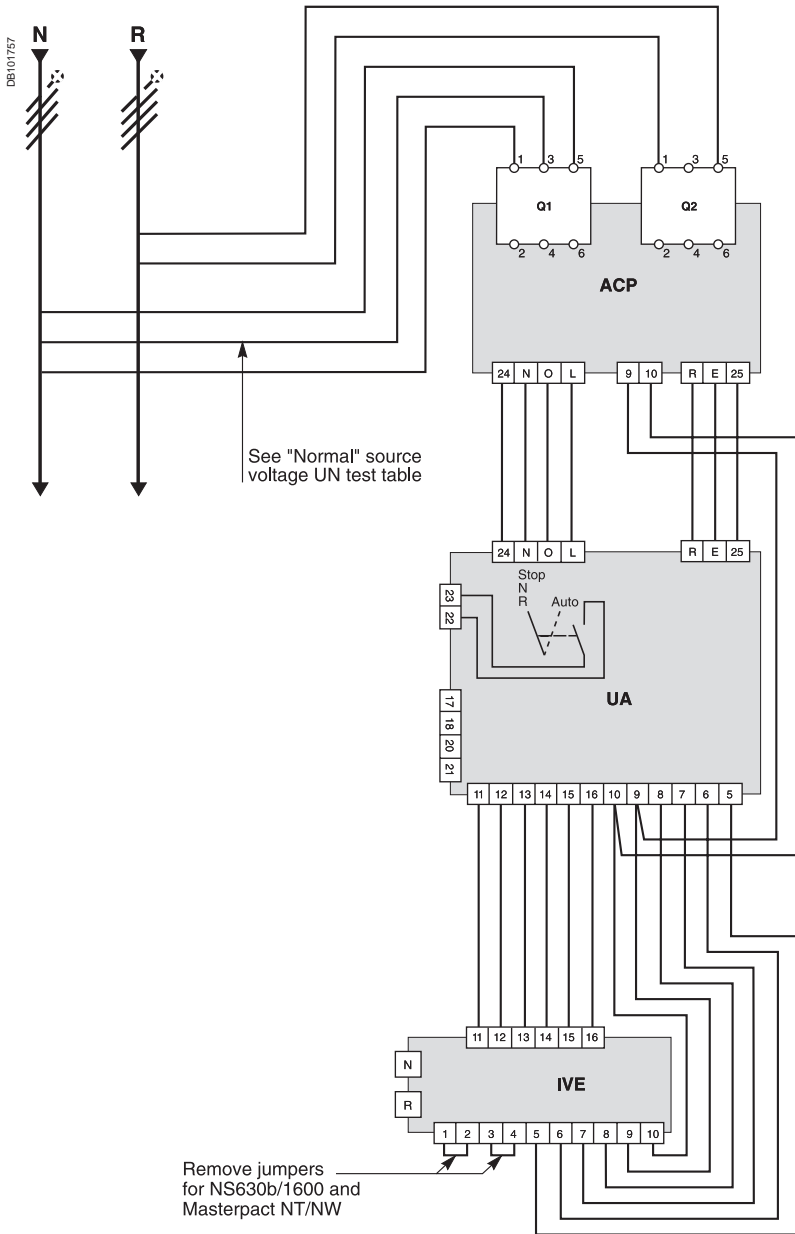 DB101757
N R
1 3 5 1 3 5
Q1 Q2
2 4 6 2 4 6
ACP
24 N O L 9 10 R E 25
See "Normal" source
voltage UN test table
24 N O L R E 25
Stop
N
R Auto
23
22
UA
17
18
20
21
11 12 13 14 15 16 10 9 8 7 6 5
11 12 13 14 15 16
N
IVE
R
1 2 3 4 5 6 7 8 9 10
Remove jumpers
for NS630b/1600 and
Masterpact NT/NW